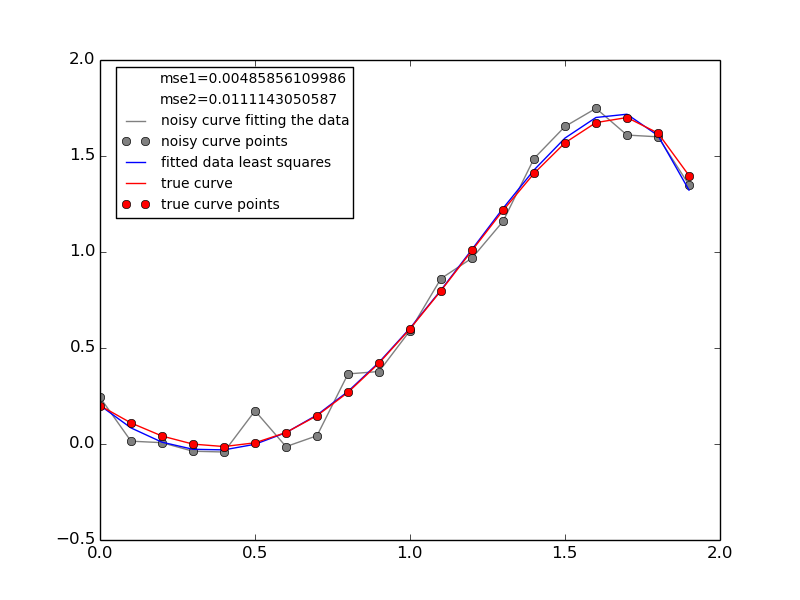 2.0
1.5
1.0
0.5
0.0
−0.5
mse1=0.00485856109986
mse2=0.0111143050587
noisy curve fitting the data
noisy curve points
fitted data least squares
true curve
true curve points
0.0 0.5 1.0 1.5 2.0